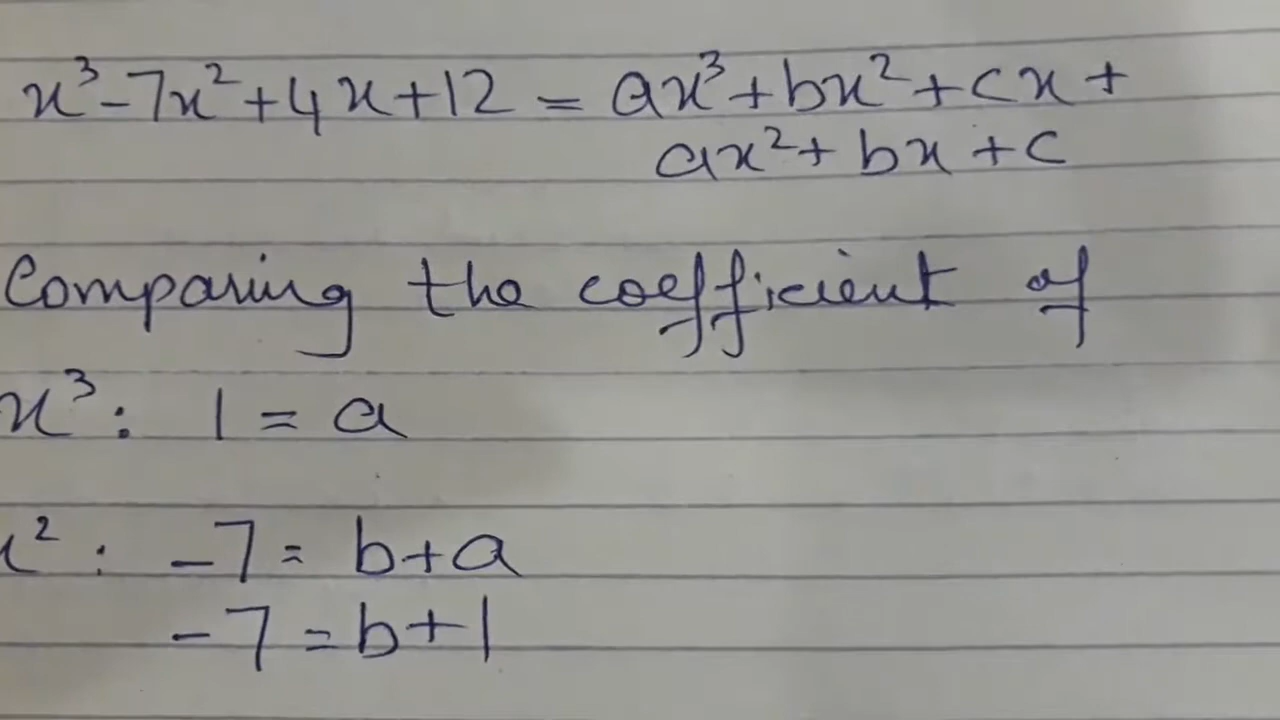 x³-7x²+4x+12 = ax³+bx²+cx+
ax²+bx+c
Comparing the coefficient of
x³: 1 = a
x²: -7 = b+a
-7 = b+1